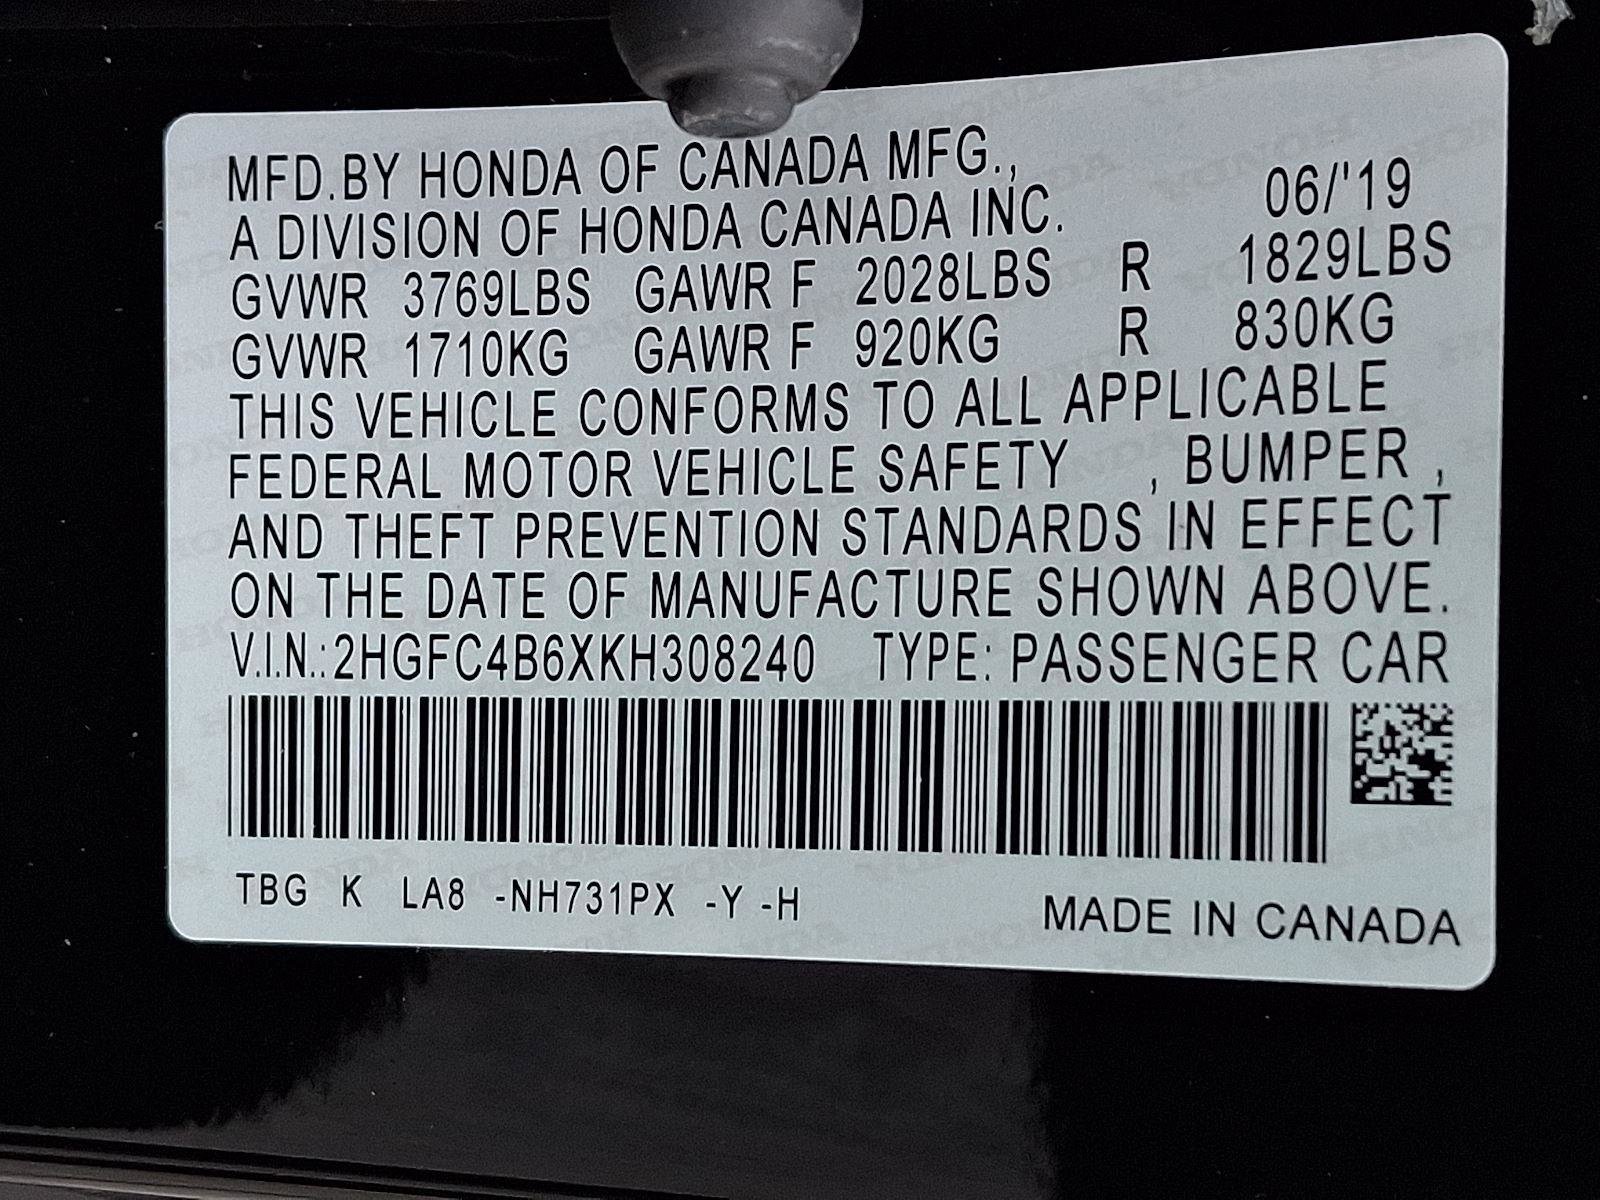 MFD.BY HONDA OF CANADA MFG.,
A DIVISION OF HONDA CANADA INC. 06/'19
GVWR 3769LBS GAWR F 2028LBS R 1829LBS
GVWR 1710KG GAWR F 920KG R 830KG
THIS VEHICLE CONFORMS TO ALL APPLICABLE
FEDERAL MOTOR VEHICLE SAFETY , BUMPER ,
AND THEFT PREVENTION STANDARDS IN EFFECT
ON THE DATE OF MANUFACTURE SHOWN ABOVE.
V.I.N.:2HGFC4B6XKH308240 TYPE: PASSENGER CAR
TBG K LA8 -NH731PX -Y -H
MADE IN CANADA